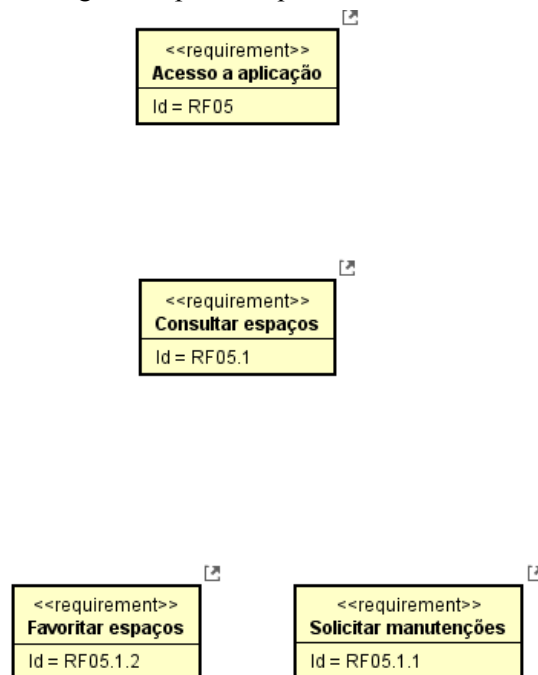 <<requirement>>
Acesso a aplicação
Id = RF05
<<requirement>>
Consultar espaços
Id = RF05.1
<<requirement>>
Favoritar espaços
Id = RF05.1.2
<<requirement>>
Solicitar manutenções
Id = RF05.1.1